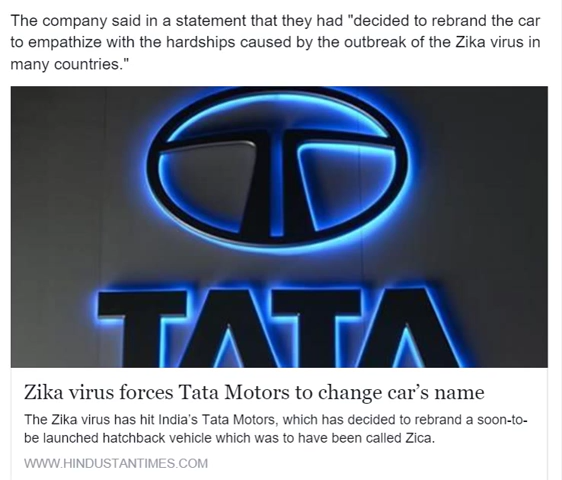 The company said in a statement that they had "decided to rebrand the car
to empathize with the hardships caused by the outbreak of the Zika virus in
many countries."
TATA
Zika virus forces Tata Motors to change car's name
The Zika virus has hit India's Tata Motors, which has decided to rebrand a soon-to-
be launched hatchback vehicle which was to have been called Zica.
WWW.HINDUSTANTIMES.COM